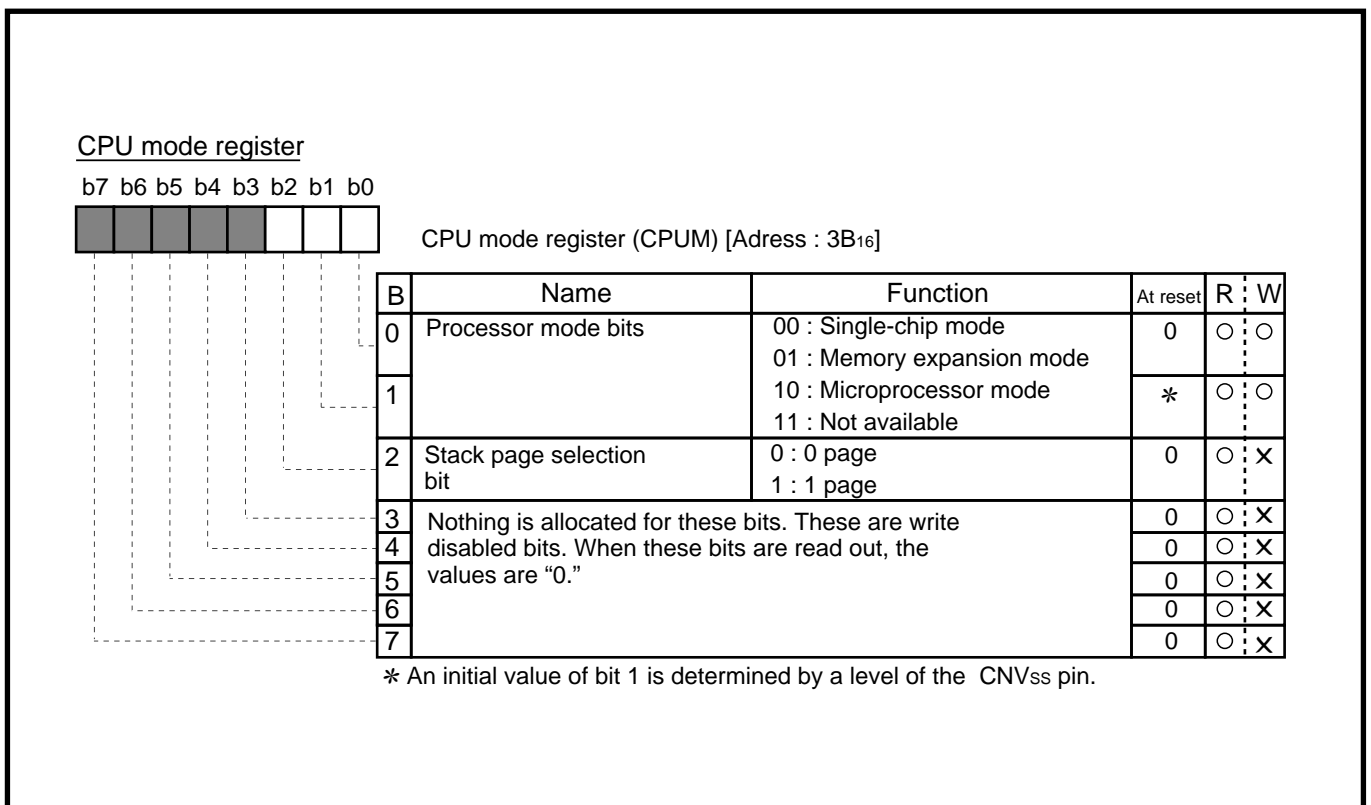 CPU mode register
b7 b6 b5 b4 b3 b2 b1 b0
CPU mode register (CPUM) [Adress : 3B16]
B Name Function At reset R W
0 Processor mode bits 00 : Single-chip mode 0 ○ ○
01 : Memory expansion mode
1 10 : Microprocessor mode * ○ ○
11 : Not available
2 Stack page selection 0 : 0 page 0 ○ ×
bit 1 : 1 page
3 Nothing is allocated for these bits. These are write 0 ○ ×
4 disabled bits. When these bits are read out, the 0 ○ ×
5 values are “0.” 0 ○ ×
6 0 ○ ×
7 0 ○ ×
* An initial value of bit 1 is determined by a level of the CNVSS pin.